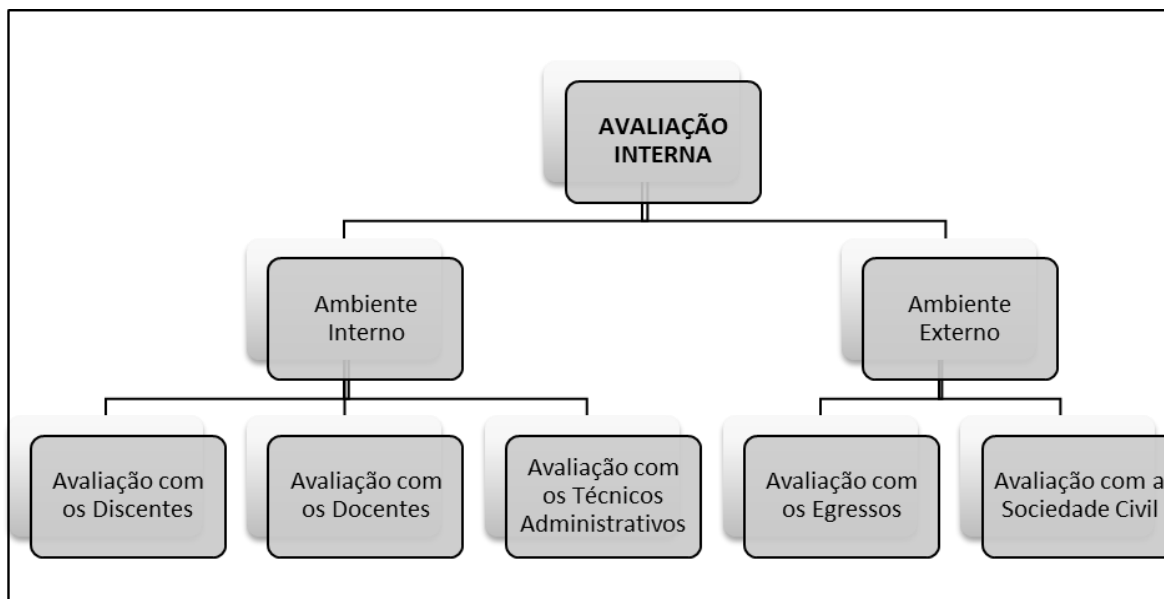 AVALIAÇÃO
INTERNA
Ambiente
Interno
Ambiente
Externo
Avaliação com
os Discentes
Avaliação com
os Docentes
Avaliação com
os Técnicos
Administrativos
Avaliação com
os Egressos
Avaliação com a
Sociedade Civil